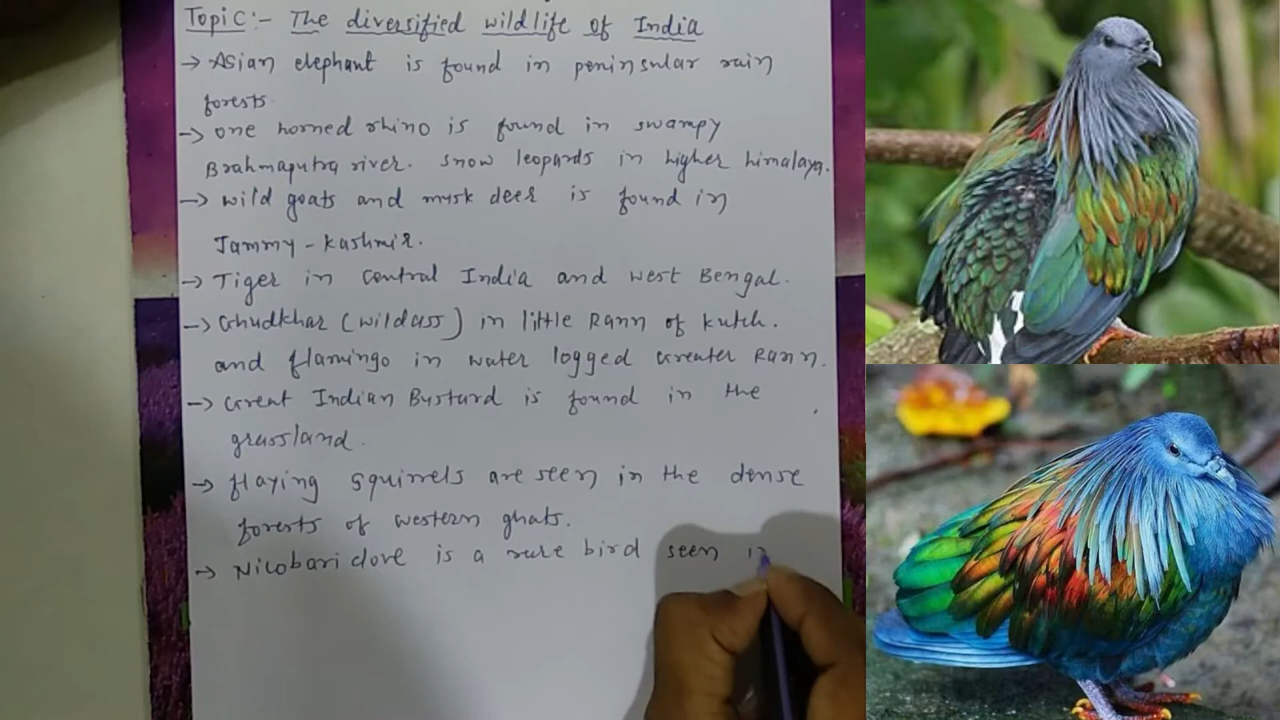 Topic:- The diversified wildlife of India
→ Asian elephant is found in peninsular rain
forests
→ one horned rhino is found in swampy
Brahmaputra river. snow leopards in higher himalaya.
→ wild goats and musk deer is found in
Jammy-Kashmir.
→ Tiger in central India and west Bengal.
→ Ghudkhar (wildass) in little Rann of Kutch.
and flamingo in water logged Greater Rann.
→ Great Indian Bustard is found in the
grassland.
→ flaying squirrels are seen in the dense
forests of western ghats.
→ Nicobari dove is a rare bird seen in